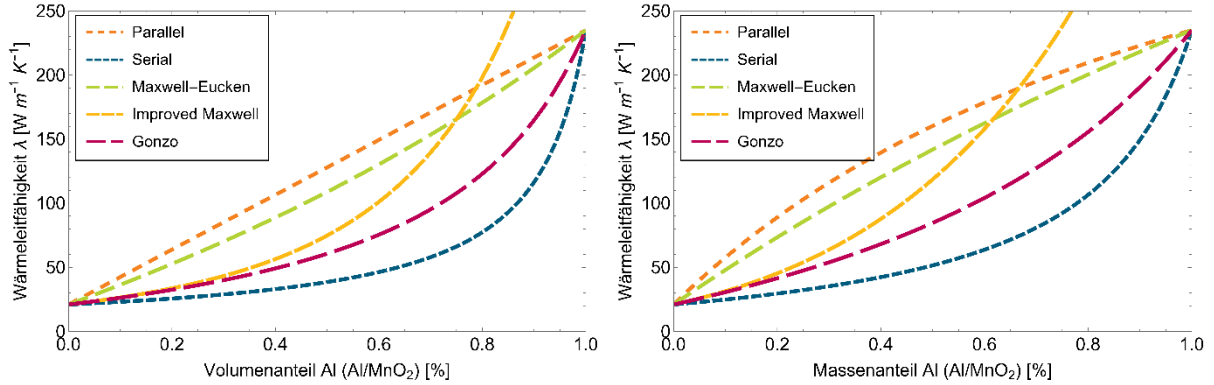 Wärmeleitfähigkeit λ [W m⁻¹ K⁻¹]
250
200
150
100
50
0
Parallel
Serial
Maxwell–Eucken
Improved Maxwell
Gonzo
0.0 0.2 0.4 0.6 0.8 1.0
Volumenanteil Al (Al/MnO₂) [%]
Wärmeleitfähigkeit λ [W m⁻¹ K⁻¹]
250
200
150
100
50
0
Parallel
Serial
Maxwell–Eucken
Improved Maxwell
Gonzo
0.0 0.2 0.4 0.6 0.8 1.0
Massenanteil Al (Al/MnO₂) [%]